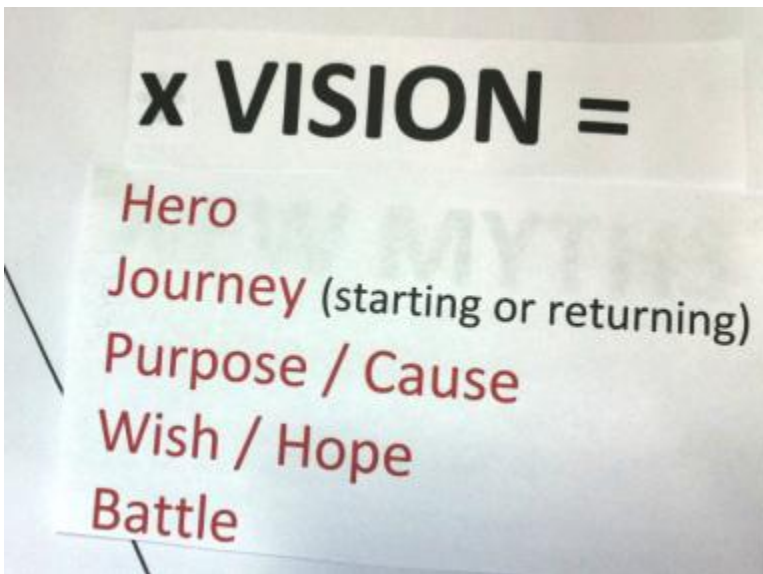 x VISION =
Hero
Journey (starting or returning)
Purpose / Cause
Wish / Hope
Battle